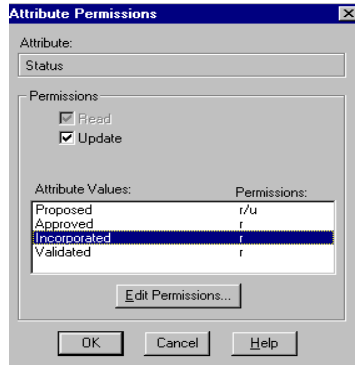 Attribute Permissions
Attribute:
Status
Permissions
Read
Update
Attribute Values: Permissions:
Proposed r/u
Approved r
Incorporated r
Validated r
Edit Permissions...
OK Cancel Help